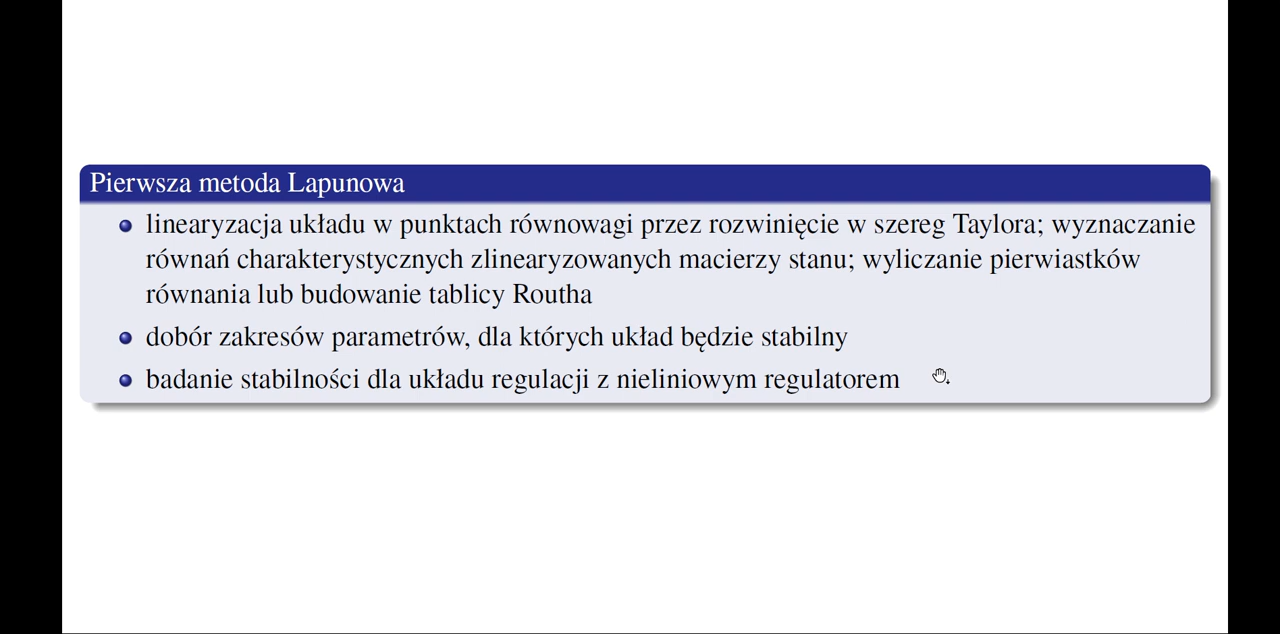 Pierwsza metoda Lapunowa
linearyzacja układu w punktach równowagi przez rozwinięcie w szereg Taylora; wyznaczanie
równań charakterystycznych zlinearyzowanych macierzy stanu; wyliczanie pierwiastków
równania lub budowanie tablicy Routha
dobór zakresów parametrów, dla których układ będzie stabilny
badanie stabilności dla układu regulacji z nieliniowym regulatorem